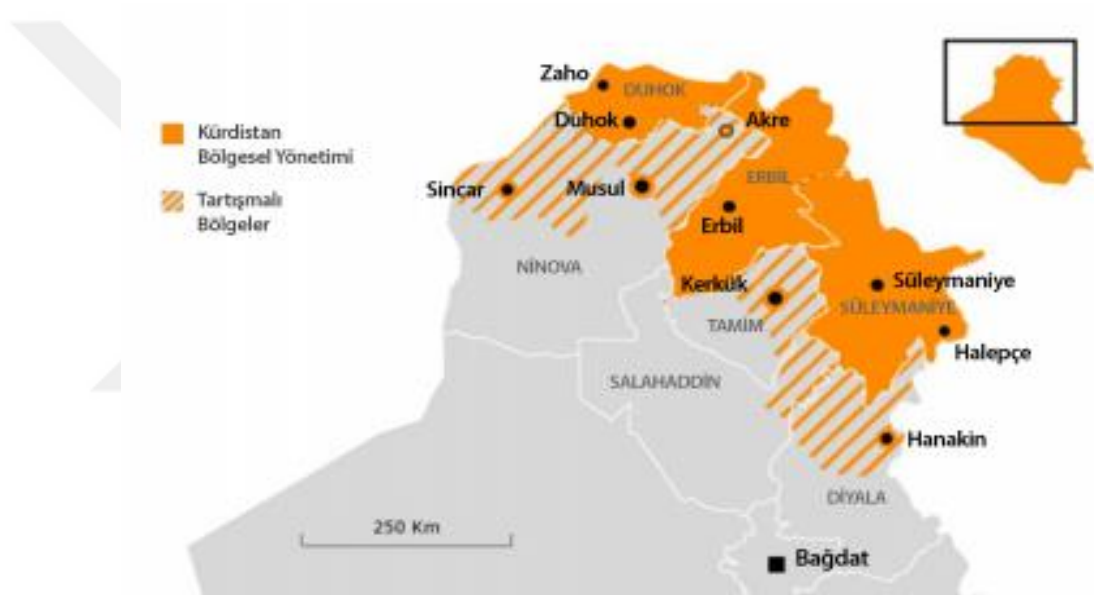 Zaho
DUHOK
Duhok
Akre
Kürdistan
Bölgesel Yönetimi
Tartışmalı
Bölgeler
Sinçar
Musul
ERBİL
Erbil
NİNOVA
Kerkük
TAMİM
Süleymaniye
SÜLEYMANİYE
Halepçe
SALAHADDİN
Hanakin
DİYALA
250 Km
Bağdat